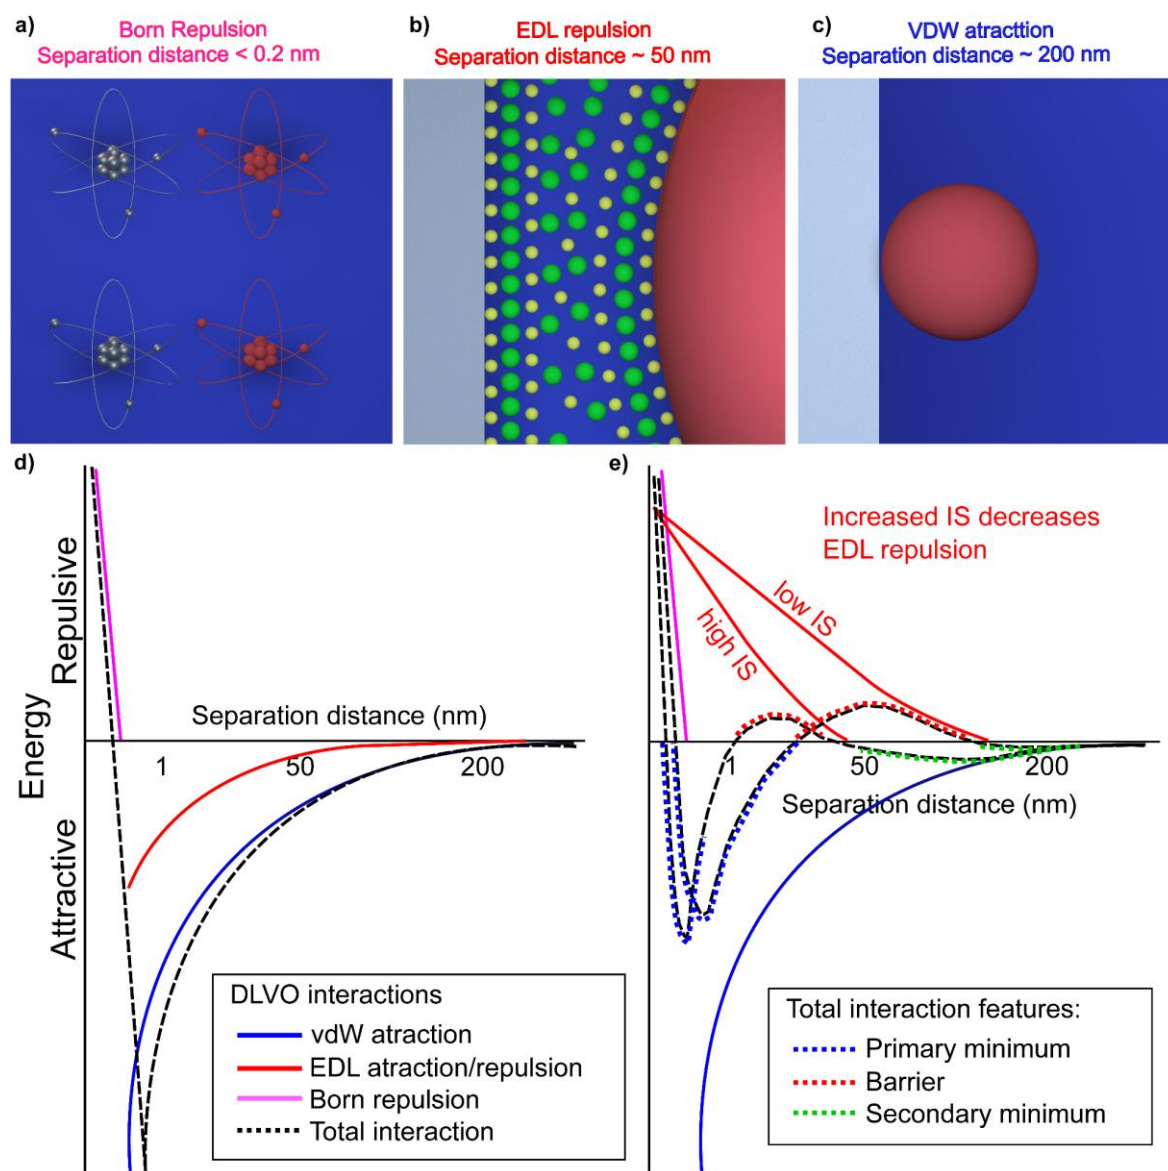 a)
Born Repulsion
Separation distance < 0.2 nm
b)
EDL repulsion
Separation distance ~ 50 nm
c)
VDW atracttion
Separation distance ~ 200 nm
d)
Energy
Repulsive
Attractive
Separation distance (nm)
1
50
200
DLVO interactions
vdW atraction
EDL atraction/repulsion
Born repulsion
Total interaction
e)
Increased IS decreases
EDL repulsion
low IS
high IS
1
50
200
Separation distance (nm)
Total interaction features:
Primary minimum
Barrier
Secondary minimum